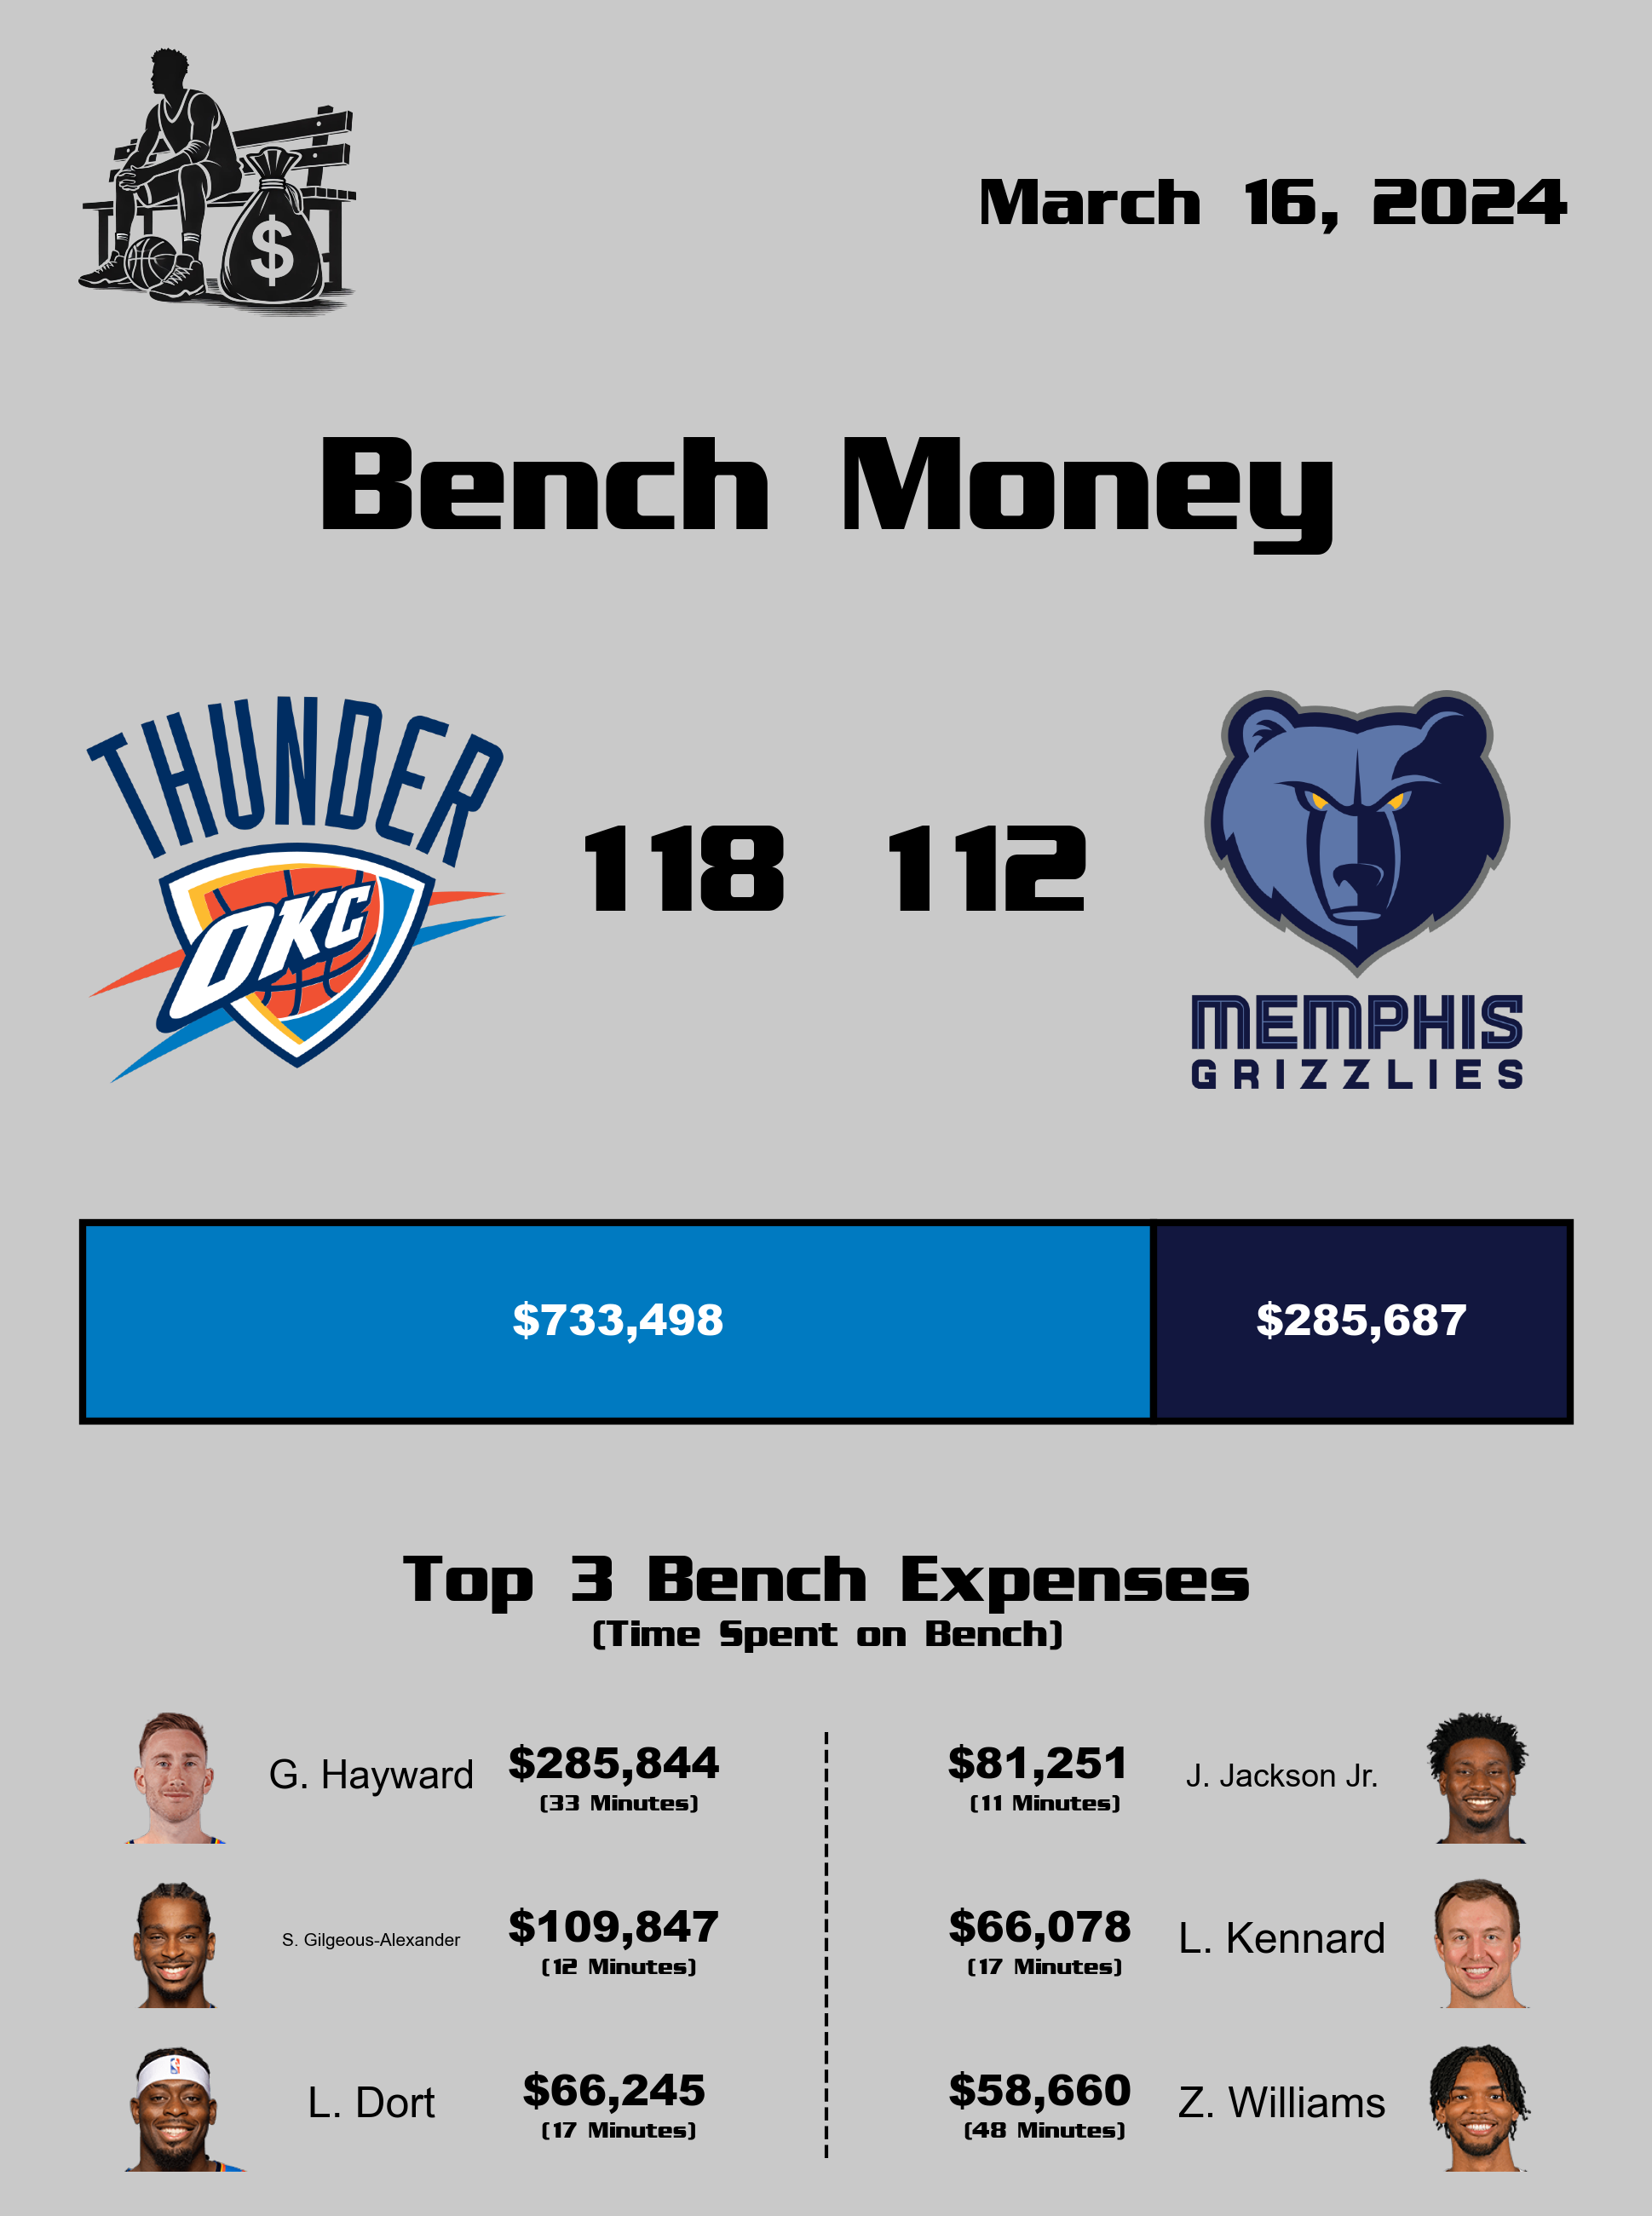 $
March 16, 2024
Bench Money
THUNDER
OKC
118 112
MEMPHIS
GRIZZLIES
$733,498 $285,687
Top 3 Bench Expenses
(Time Spent on Bench)
G. Hayward $285,844 $81,251 J. Jackson Jr.
(33 Minutes) (11 Minutes)
S. Gilgeous-Alexander $109,847 $66,078 L. Kennard
(12 Minutes) (17 Minutes)
L. Dort $66,245 $58,660 Z. Williams
(17 Minutes) (48 Minutes)